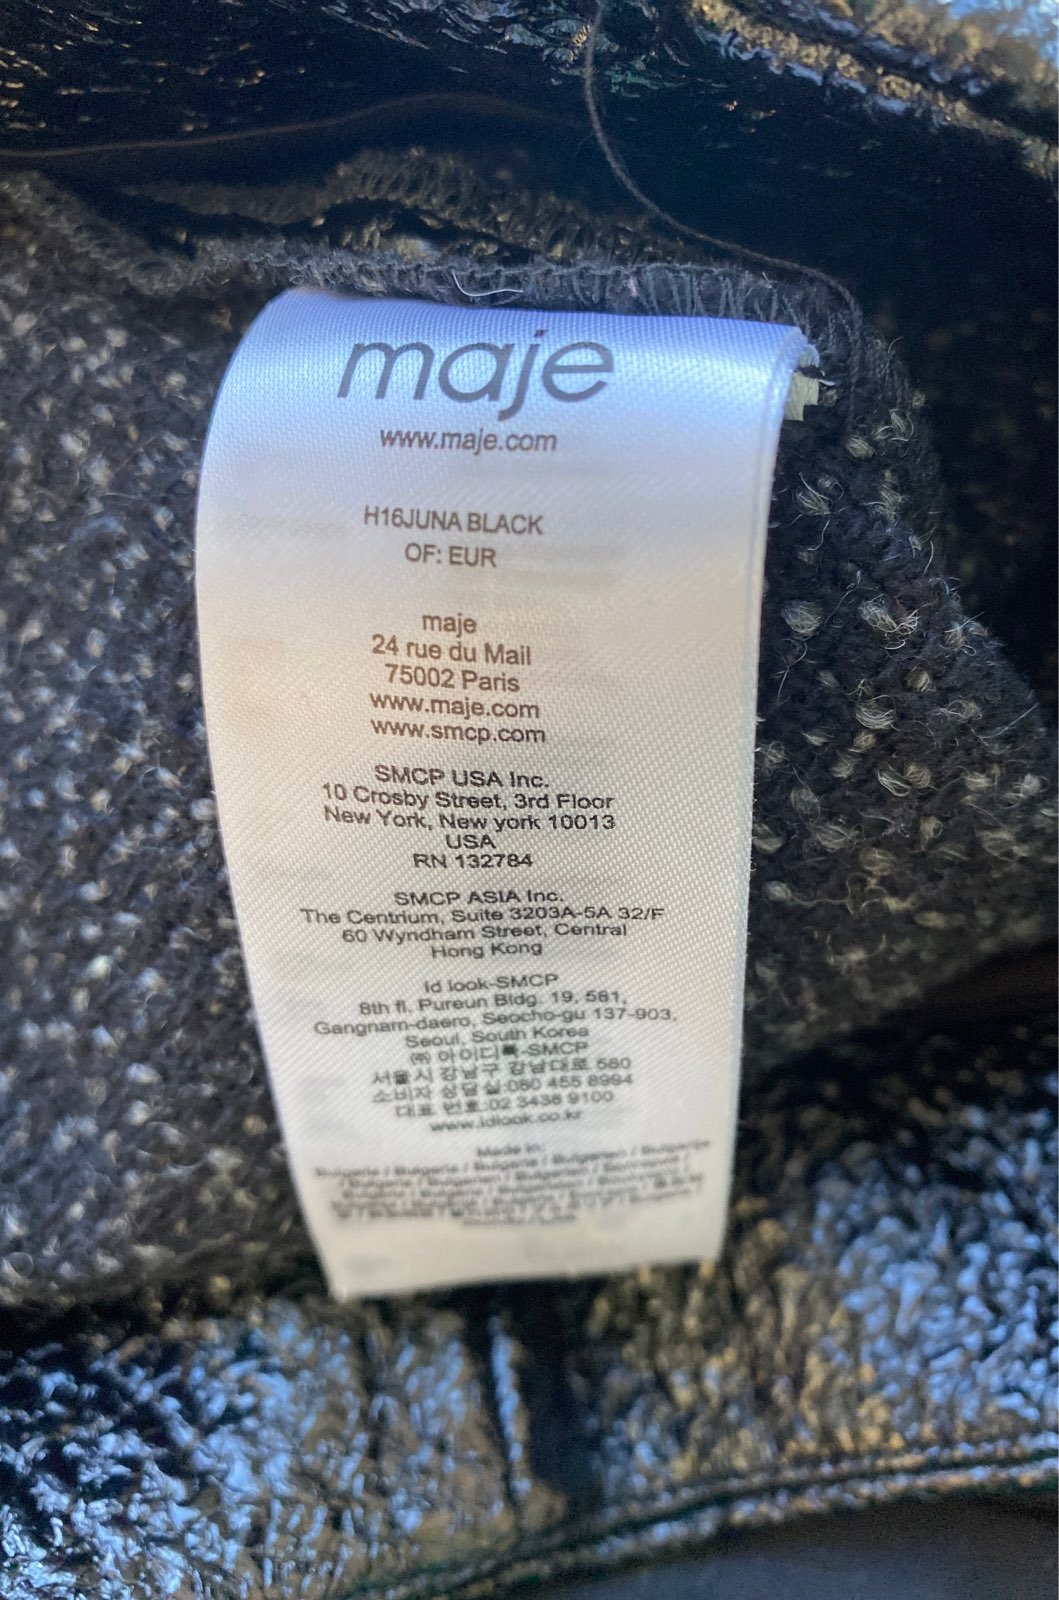 maje
www.maje.com
H16JUNA BLACK
OF: EUR
maje
24 rue du Mail
75002 Paris
www.maje.com
www.smcp.com
SMCP USA Inc.
10 Crosby Street, 3rd Floor
New York, New york 10013
USA
RN 132784
SMCP ASIA Inc.
The Centrium, Suite 3203A-5A 32/F
60 Wyndham Street, Central
Hong Kong
Id look-SMCP
8th fl. Pureun Bldg. 19, 581,
Gangnam-daero, Seocho-gu 137-903,
Seoul, South Korea
㈜ 아이디룩-SMCP
서울시 강남구 강남대로 580
소비자 상담실:080 455 8994
대표 번호:02 3438 9100
www.idlook.co.kr
Made in:
Bulgarie / Bulgarie / Bulgaria / Bulgarien / Bulgarije